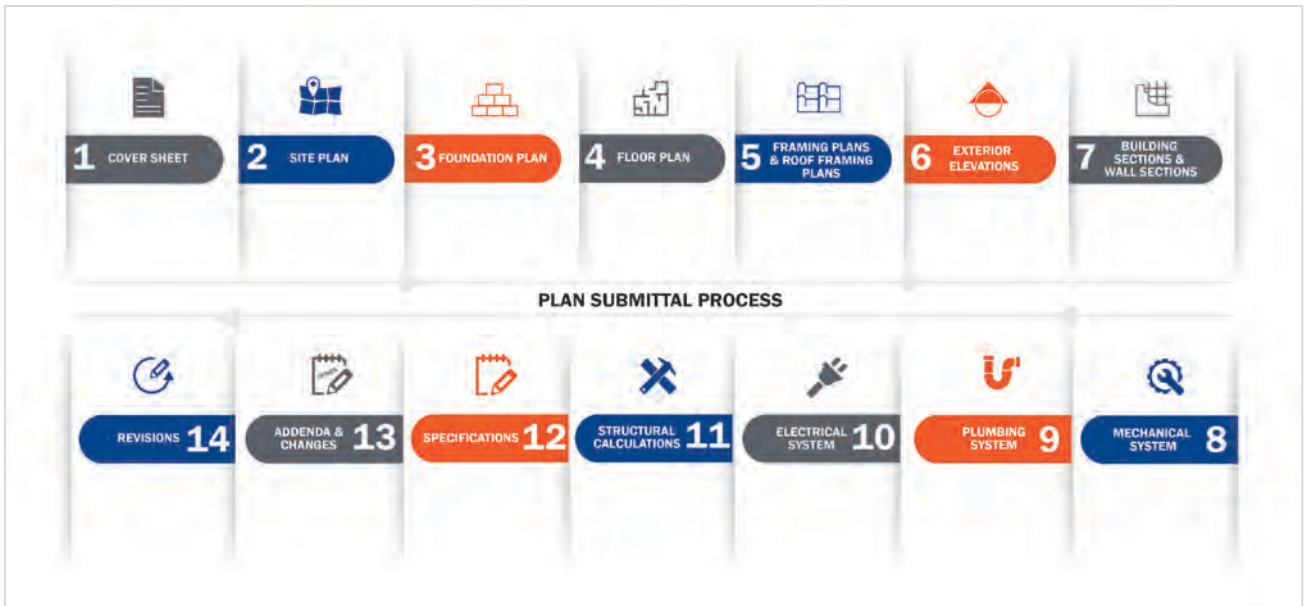 1 COVER SHEET
2 SITE PLAN
3 FOUNDATION PLAN
4 FLOOR PLAN
5 FRAMING PLANS
& ROOF FRAMING
PLANS
6 EXTERIOR
ELEVATIONS
7 BUILDING
SECTIONS &
WALL SECTIONS
PLAN SUBMITTAL PROCESS
REVISIONS 14
ADDENDA &
CHANGES 13
SPECIFICATIONS 12
STRUCTURAL
CALCULATIONS 11
ELECTRICAL
SYSTEM 10
PLUMBING
SYSTEM 9
MECHANICAL
SYSTEM 8